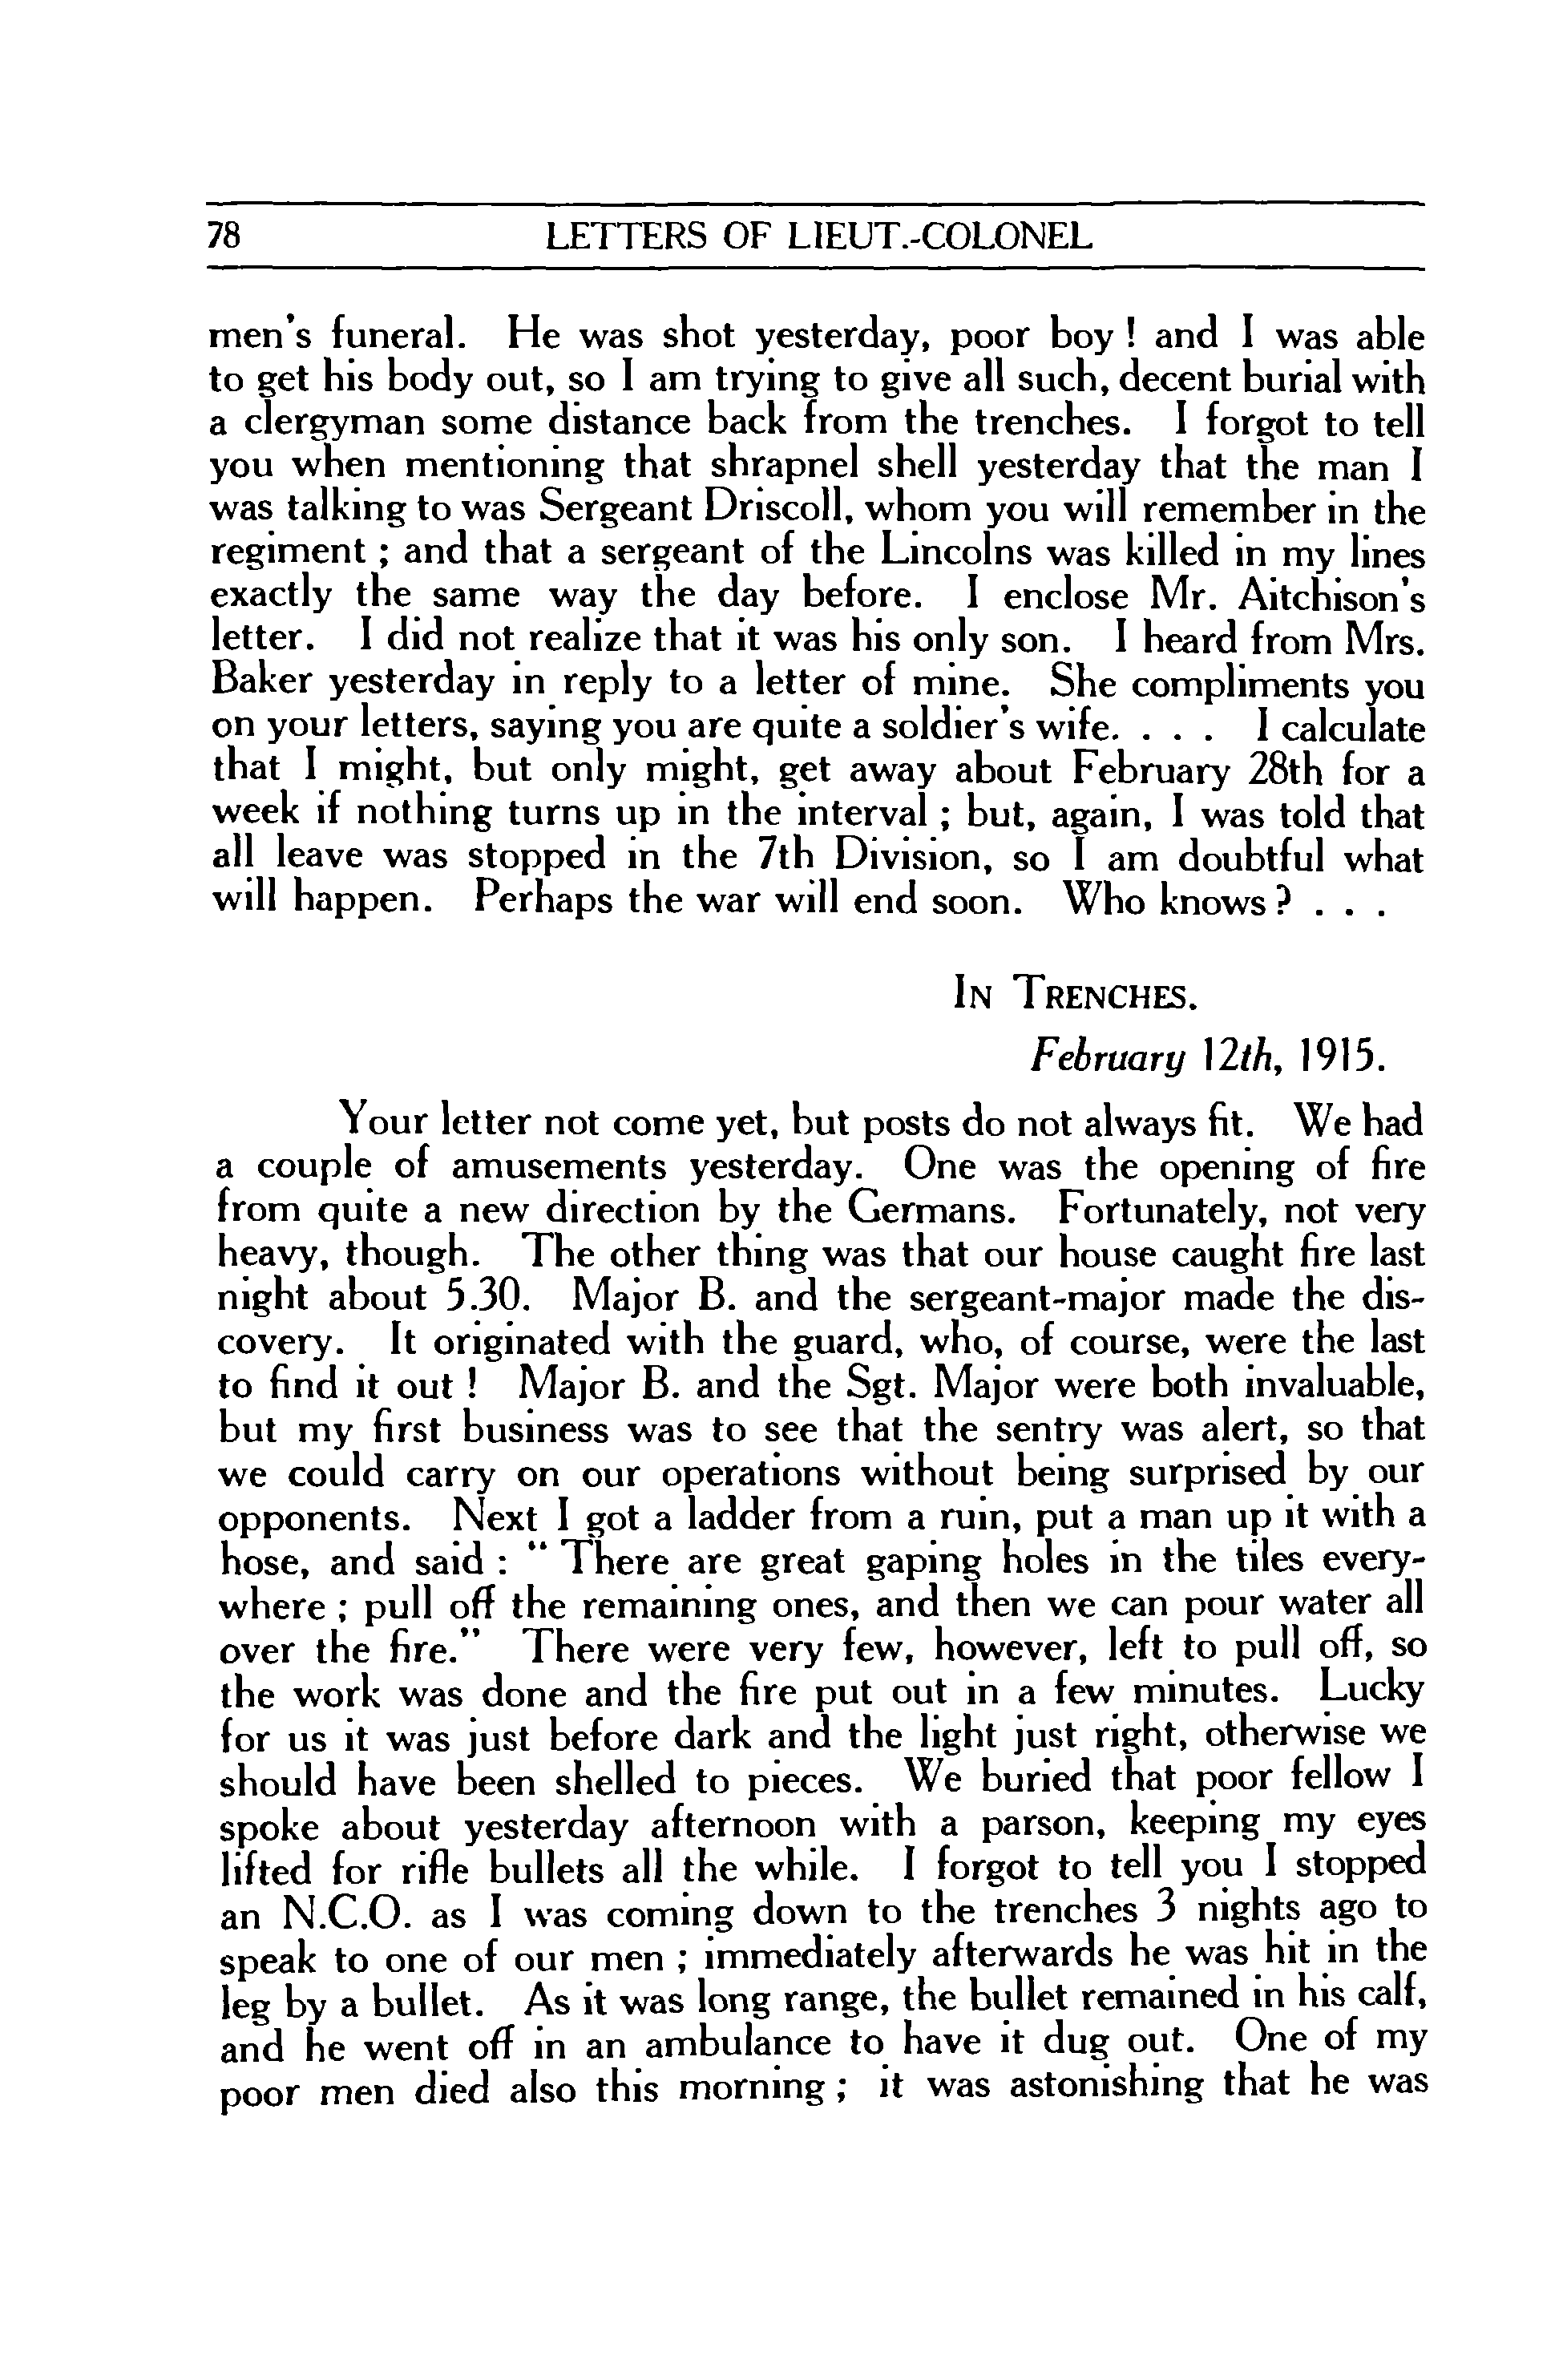 78 LETTERS OF LIEUT.-COLONEL
men's funeral. He was shot yesterday, poor boy ! and I was able
to get his body out, so I am trying to give all such, decent burial with
a clergyman some distance back from the trenches. I forgot to tell
you when mentioning that shrapnel shell yesterday that the man I
was talking to was Sergeant Driscoll, whom you will remember in the
regiment ; and that a sergeant of the Lincolns was killed in my lines
exactly the same way the day before. I enclose Mr. Aitchison's
letter. I did not realize that it was his only son. I heard from Mrs.
Baker yesterday in reply to a letter of mine. She compliments you
on your letters, saying you are quite a soldier's wife. . . . I calculate
that I might, but only might, get away about February 28th for a
week if nothing turns up in the interval ; but, again, I was told that
all leave was stopped in the 7th Division, so I am doubtful what
will happen. Perhaps the war will end soon. Who knows ? . . .
IN TRENCHES.
February 12th, 1915.
Your letter not come yet, but posts do not always fit. We had
a couple of amusements yesterday. One was the opening of fire
from quite a new direction by the Germans. Fortunately, not very
heavy, though. The other thing was that our house caught fire last
night about 5.30. Major B. and the sergeant-major made the dis-
covery. It originated with the guard, who, of course, were the last
to find it out ! Major B. and the Sgt. Major were both invaluable,
but my first business was to see that the sentry was alert, so that
we could carry on our operations without being surprised by our
opponents. Next I got a ladder from a ruin, put a man up it with a
hose, and said : “ There are great gaping holes in the tiles every-
where ; pull off the remaining ones, and then we can pour water all
over the fire.” There were very few, however, left to pull off, so
the work was done and the fire put out in a few minutes. Lucky
for us it was just before dark and the light just right, otherwise we
should have been shelled to pieces. We buried that poor fellow I
spoke about yesterday afternoon with a parson, keeping my eyes
lifted for rifle bullets all the while. I forgot to tell you I stopped
an N.C.O. as I was coming down to the trenches 3 nights ago to
speak to one of our men ; immediately afterwards he was hit in the
leg by a bullet. As it was long range, the bullet remained in his calf,
and he went off in an ambulance to have it dug out. One of my
poor men died also this morning ; it was astonishing that he was